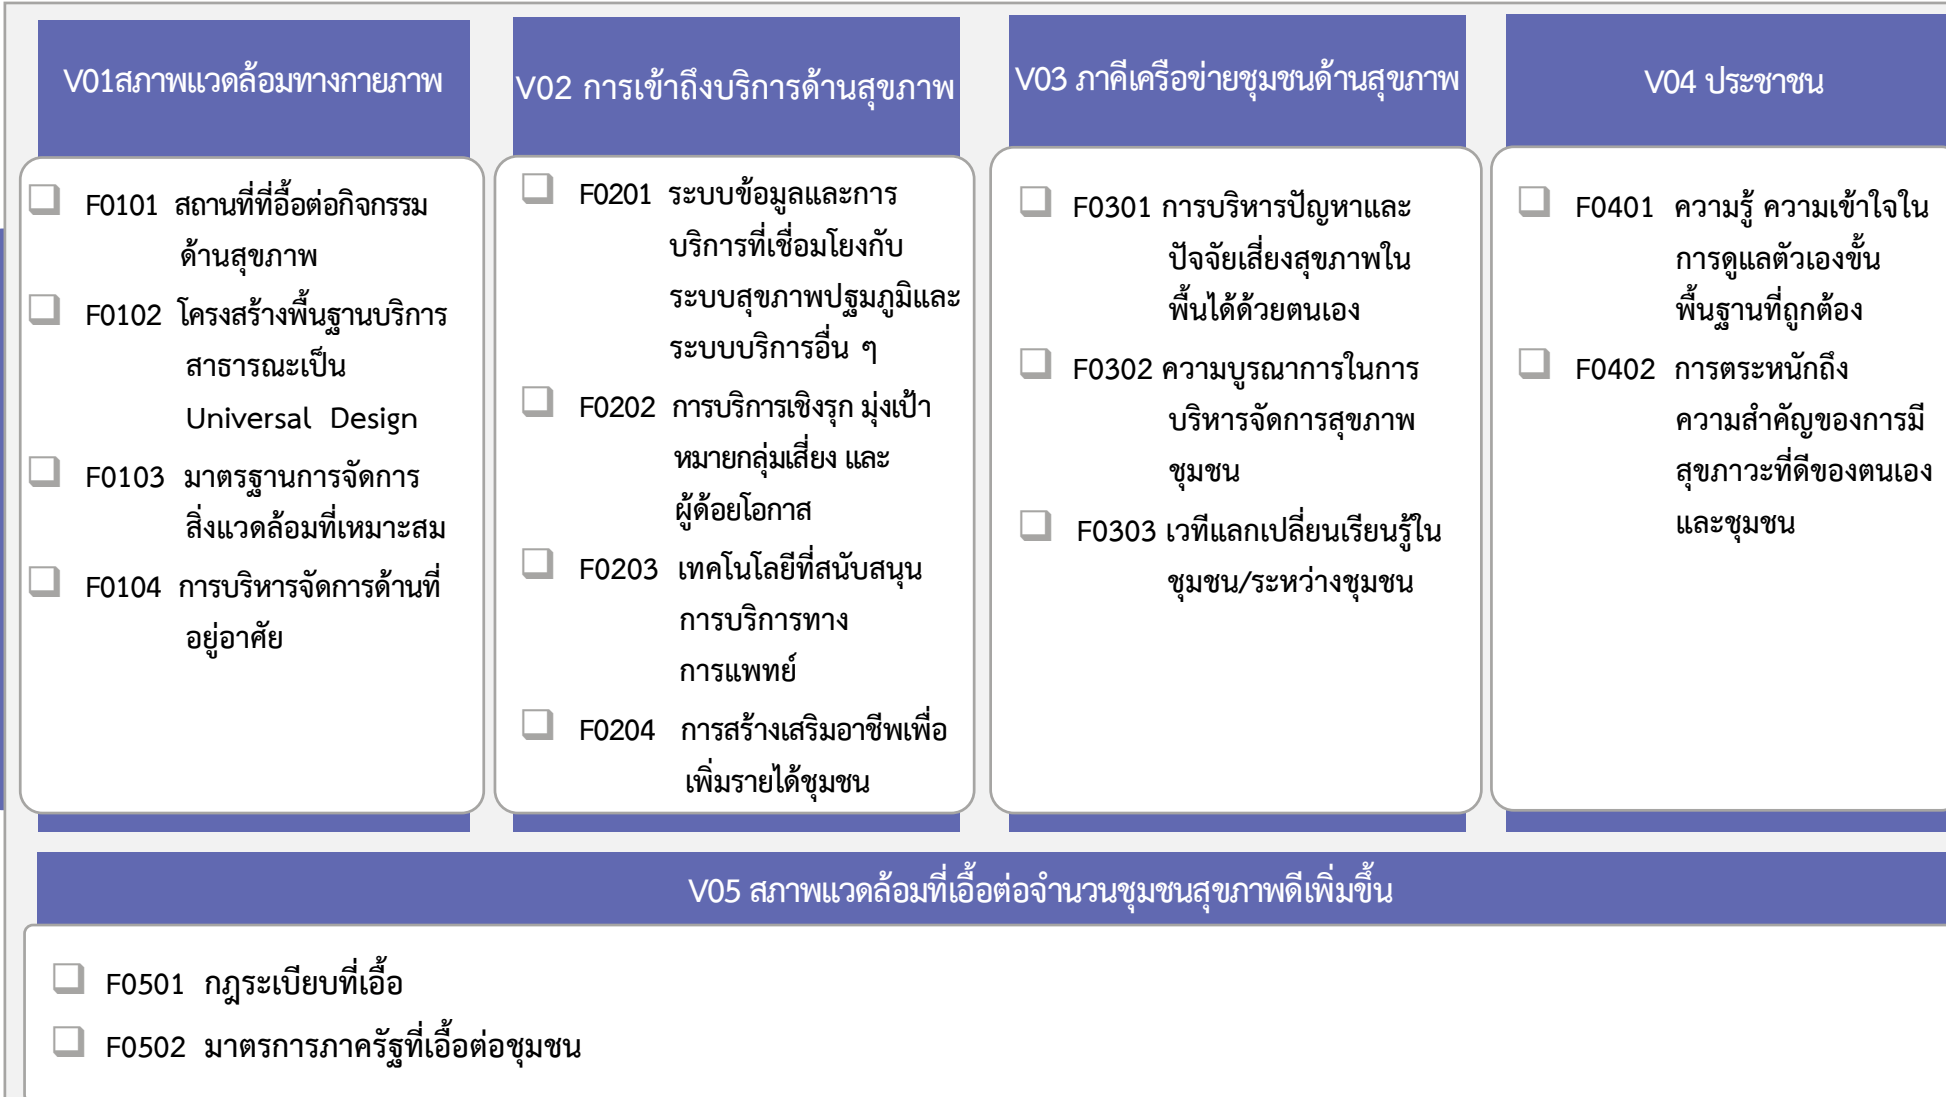 V01สภาพแวดล้อมทางกายภาพ
F0101 สถานที่ที่อื้อต่อกิจกรรม
ด้านสุขภาพ
F0102 โครงสร้างพื้นฐานบริการ
สาธารณะเป็น
Universal Design
F0103 มาตรฐานการจัดการ
สิ่งแวดล้อมที่เหมาะสม
F0104 การบริหารจัดการด้านที่
อยู่อาศัย
V02 การเข้าถึงบริการด้านสุขภาพ
F0201 ระบบข้อมูลและการ
บริการที่เชื่อมโยงกับ
ระบบสุขภาพปฐมภูมิและ
ระบบบริการอื่น ๆ
F0202 การบริการเชิงรุก มุ่งเป้า
หมายกลุ่มเสี่ยง และ
ผู้ด้อยโอกาส
F0203 เทคโนโลยีที่สนับสนุน
การบริการทาง
การแพทย์
F0204 การสร้างเสริมอาชีพเพื่อ
เพิ่มรายได้ชุมชน
V03 ภาคีเครือข่ายชุมชนด้านสุขภาพ
F0301 การบริหารปัญหาและ
ปัจจัยเสี่ยงสุขภาพใน
พื้นได้ด้วยตนเอง
F0302 ความบูรณาการในการ
บริหารจัดการสุขภาพ
ชุมชน
F0303 เวทีแลกเปลี่ยนเรียนรู้ใน
ชุมชน/ระหว่างชุมชน
V04 ประชาชน
F0401 ความรู้ ความเข้าใจใน
การดูแลตัวเองขั้น
พื้นฐานที่ถูกต้อง
F0402 การตระหนักถึง
ความสำคัญของการมี
สุขภาวะที่ดีของตนเอง
และชุมชน
V05 สภาพแวดล้อมที่เอื้อต่อจำนวนชุมชนสุขภาพดีเพิ่มขึ้น
F0501 กฎระเบียบที่เอื้อ
F0502 มาตรการภาครัฐที่เอื้อต่อชุมชน